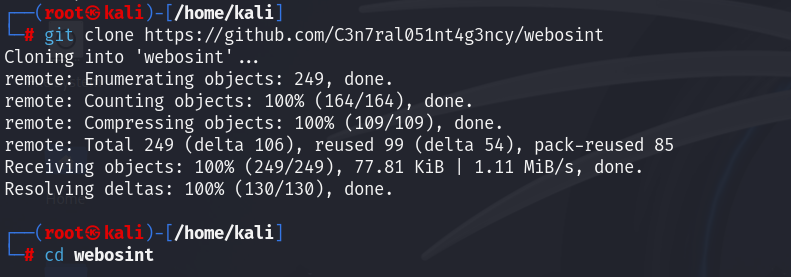 ┌──(root㉿kali)-[/home/kali]
└─# git clone https://github.com/C3n7ral051nt4g3ncy/webosint
Cloning into 'webosint'...
remote: Enumerating objects: 249, done.
remote: Counting objects: 100% (164/164), done.
remote: Compressing objects: 100% (109/109), done.
remote: Total 249 (delta 106), reused 99 (delta 54), pack-reused 85
Receiving objects: 100% (249/249), 77.81 KiB | 1.11 MiB/s, done.
Resolving deltas: 100% (130/130), done.
Home
┌──(root㉿kali)-[/home/kali]
└─# cd webosint